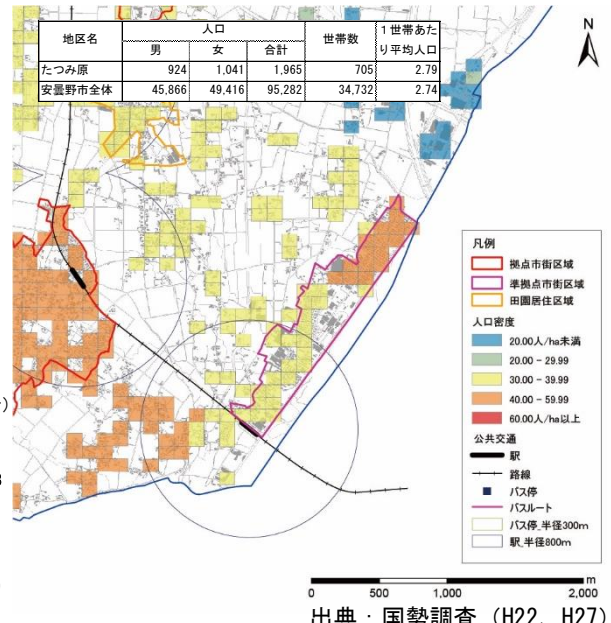 地区名 人口 世帯数 1世帯あたり平均人口
男 女 合計
たつみ原 924 1,041 1,965 705 2.79
安曇野市全体 45,866 49,416 95,282 34,732 2.74
N
凡例
拠点市街区域
準拠点市街区域
田園居住区域
人口密度
20.00人/ha未満
20.00 - 29.99
30.00 - 39.99
40.00 - 59.99
60.00人/ha以上
公共交通
駅
路線
バス停
バスルート
バス停_半径300m
駅_半径800m
m
0 500 1,000 2,000
出典：国勢調査（H22、H27）